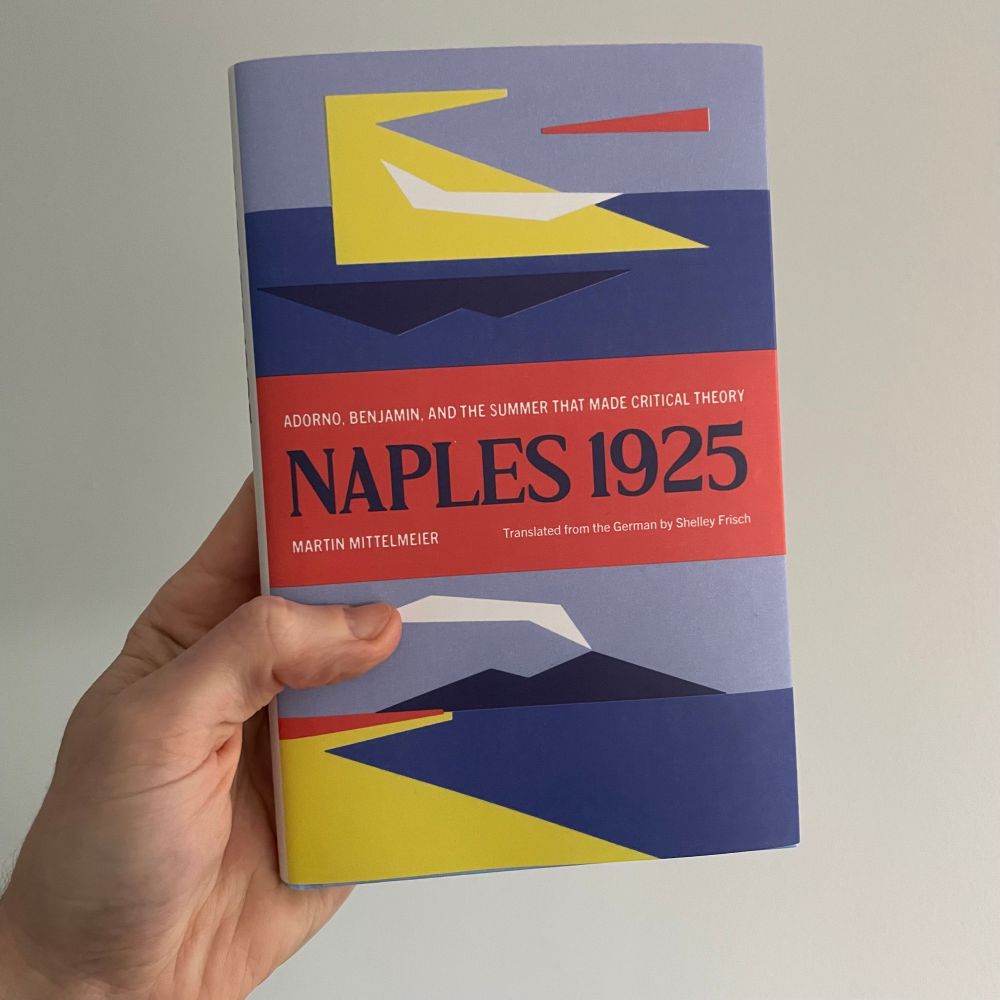 ADORNO, BENJAMIN, AND THE SUMMER THAT MADE CRITICAL THEORY
NAPLES 1925
MARTIN MITTELMEIER
Translated from the German by Shelley Frisch